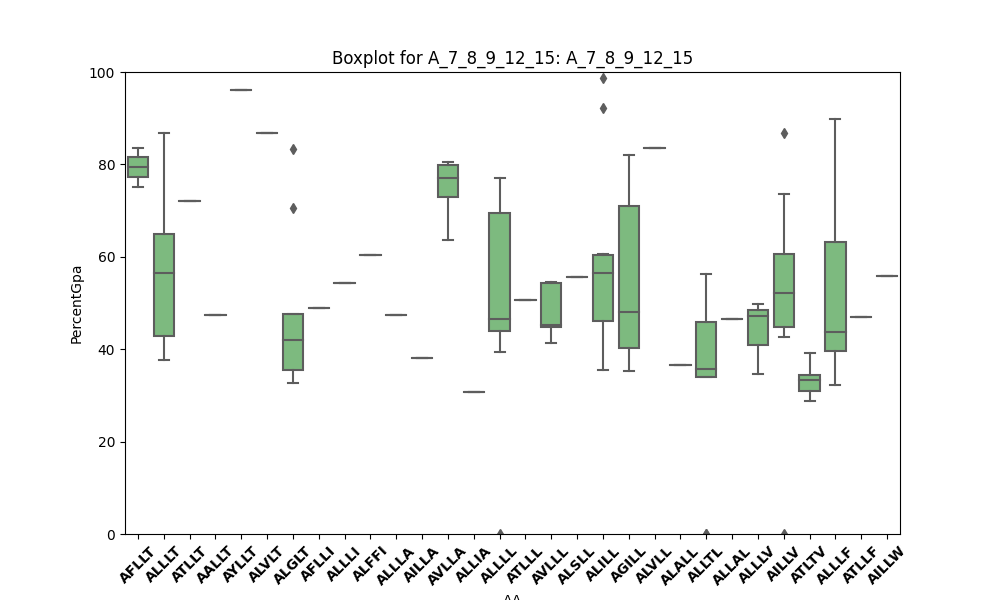 Boxplot for A_7_8_9_12_15: A_7_8_9_12_15
100
80
60
40
20
0
PercentGpa
AFLLT
ALLLT
ATLLT
AALLT
AYLLT
ALVLT
ALGLT
AFLLI
ALLLI
ALFFI
ALLLA
AILLA
AVLLA
ALLIA
ALLLL
ATLLL
AVLLL
ALSLL
ALILL
AGILL
ALVLL
ALALL
ALLTL
ALLAL
ALLLV
AILLV
ATLTV
ALLLF
ATLLF
AILLW
AA